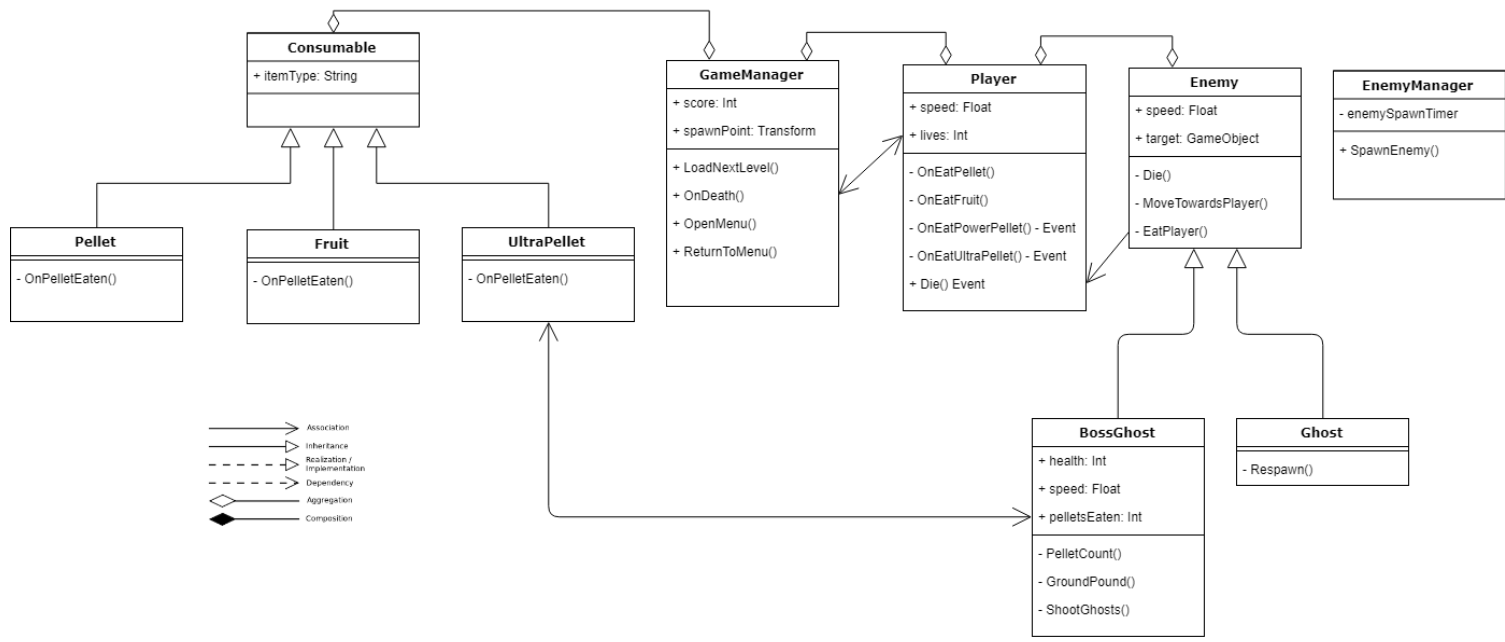 Consumable
+ itemType: String
GameManager
+ score: Int
+ spawnPoint: Transform
+ LoadNextLevel()
+ OnDeath()
+ OpenMenu()
+ ReturnToMenu()
Player
+ speed: Float
+ lives: Int
- OnEatPellet()
- OnEatFruit()
- OnEatPowerPellet() - Event
- OnEatUltraPellet() - Event
+ Die() Event
Enemy
+ speed: Float
+ target: GameObject
- Die()
- MoveTowardsPlayer()
- EatPlayer()
EnemyManager
- enemySpawnTimer
+ SpawnEnemy()
Pellet
- OnPelletEaten()
Fruit
- OnPelletEaten()
UltraPellet
- OnPelletEaten()
Association
Inheritance
Realization /
Implementation
Dependency
Aggregation
Composition
BossGhost
+ health: Int
+ speed: Float
+ pelletsEaten: Int
- PelletCount()
- GroundPound()
- ShootGhosts()
Ghost
- Respawn()